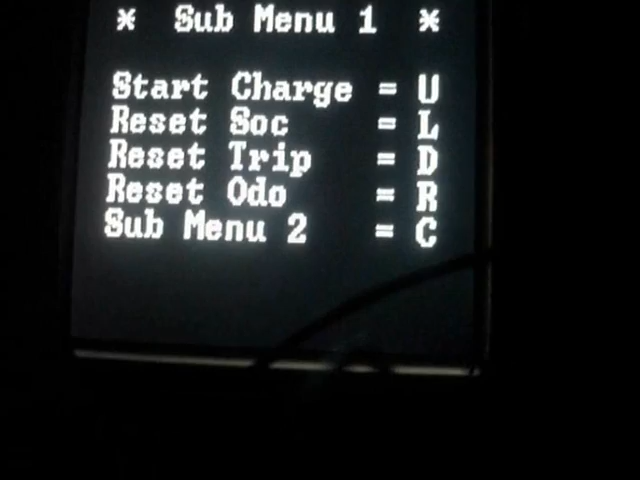 * Sub Menu 1 *
Start Charge = U
Reset Soc = L
Reset Trip = D
Reset Odo = R
Sub Menu 2 = C